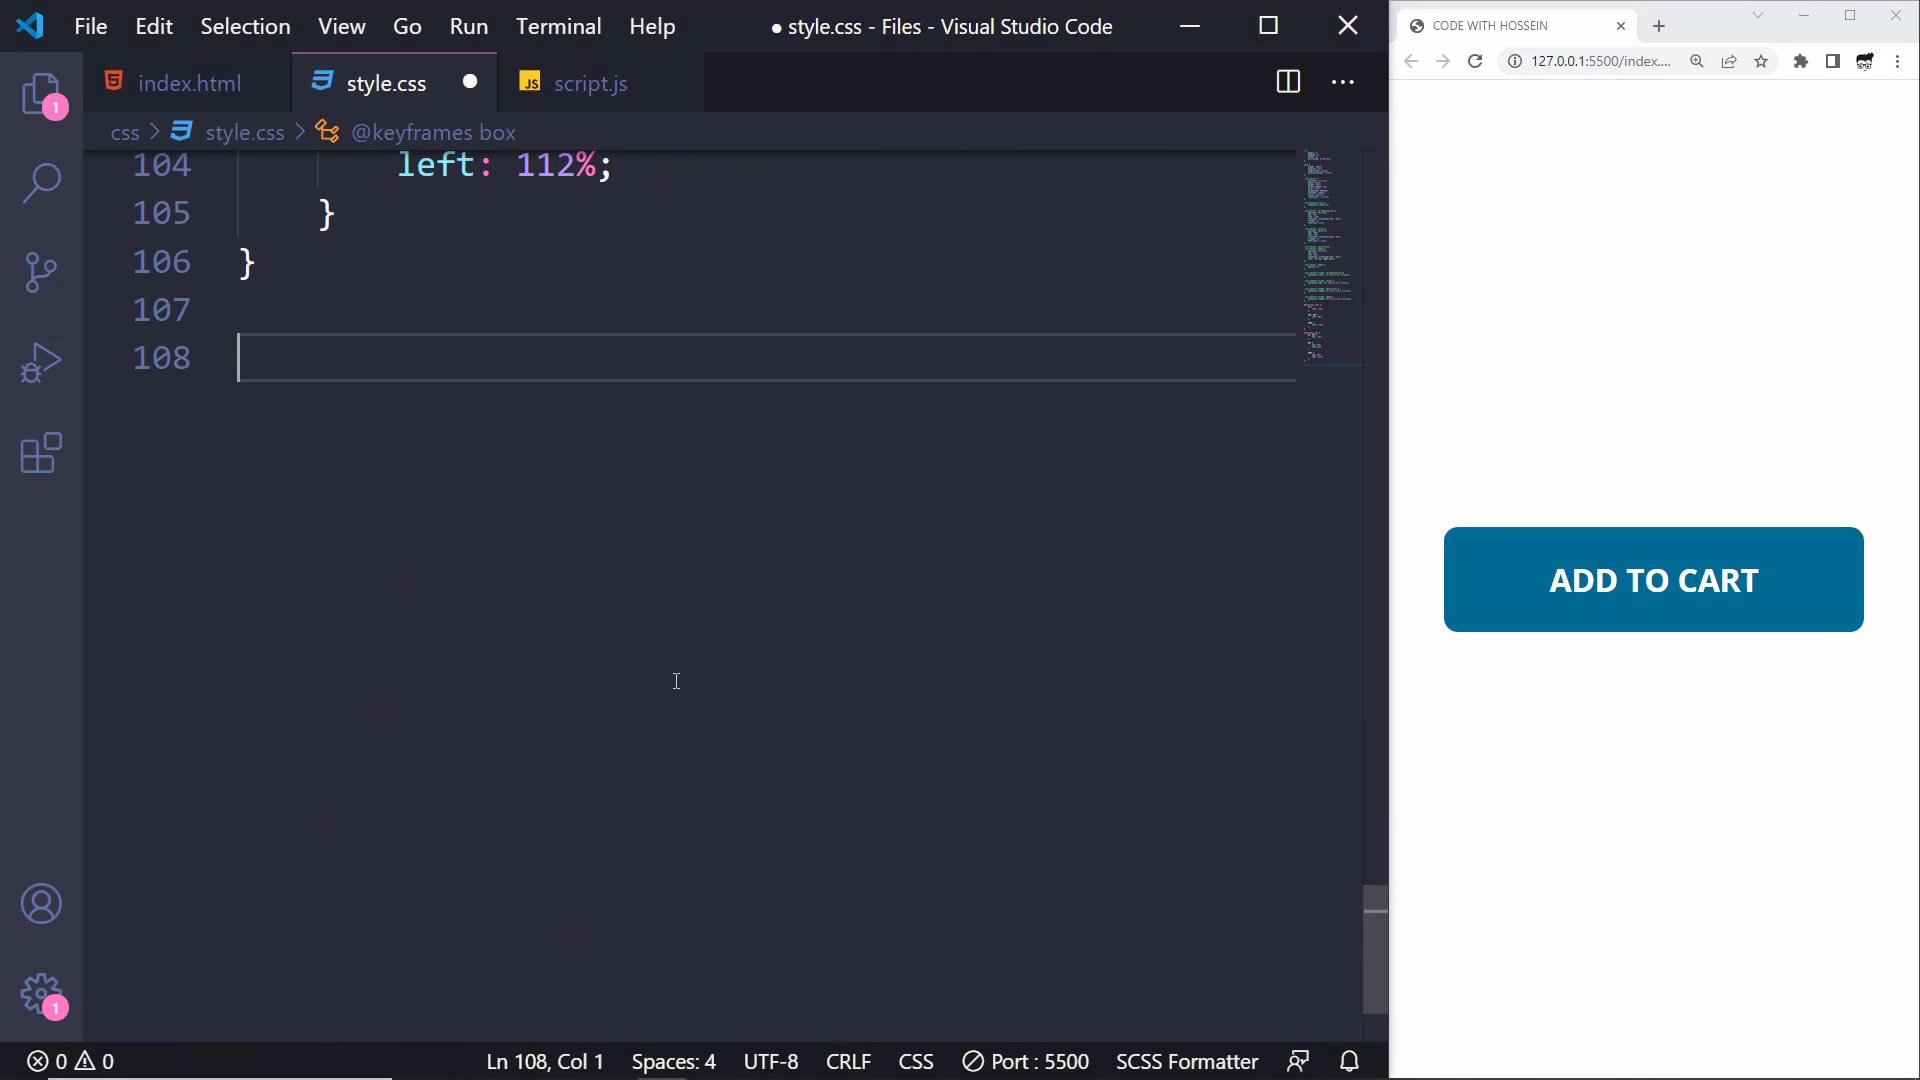 File Edit Selection View Go Run Terminal Help
● style.css - Files - Visual Studio Code
index.html
style.css ●
JS script.js
css > style.css > @keyframes box
104 left: 112%;
105 }
106 }
107
108
1
1
0 0
Ln 108, Col 1
Spaces: 4
UTF-8
CRLF
CSS
Port : 5500
SCSS Formatter
CODE WITH HOSSEIN
127.0.0.1:5500/index....
ADD TO CART